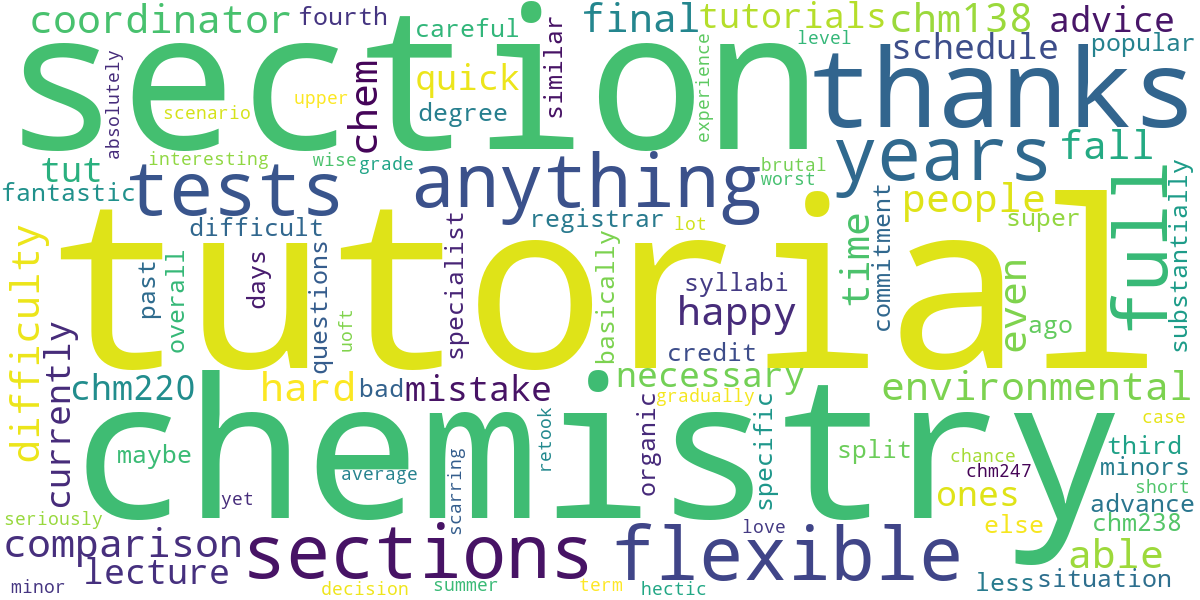 section
coordinator
fourth
careful
similar
final
tutorials
chm138
advice
level
schedule
popular
thanks
absolutely
scenario
upper
chem
quick
degree
experience
years
fall
tut
interesting
wise
grade
fantastic
tests
anything
brutal
worst
people
super
full
substantially
difficult
registrar
lot
difficulty
tutorial
past
overall
days
questions
uoft
specialist
basically
syllabi
happy
time
commitment
even
ago
credit
currently
chm220
hard
bad
mistake
necessary
gradually
environmental
chemistry
maybe
average
yet
scarring
retook
organic
specific
split
chance
chm247
case
third
minors
short
ones
advance
seriously
comparison
lecture
sections
flexible
love
else
chm238
able
minor
decision
summer
term
hectic
less
situation